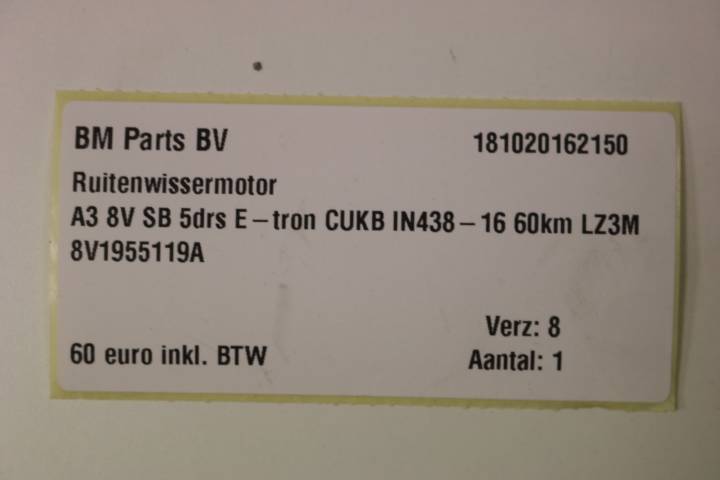 BM Parts BV 181020162150
Ruitenwissermotor
A3 8V SB 5drs E-tron CUKB IN438-16 60km LZ3M
8V1955119A
Verz: 8
60 euro inkl. BTW Aantal: 1